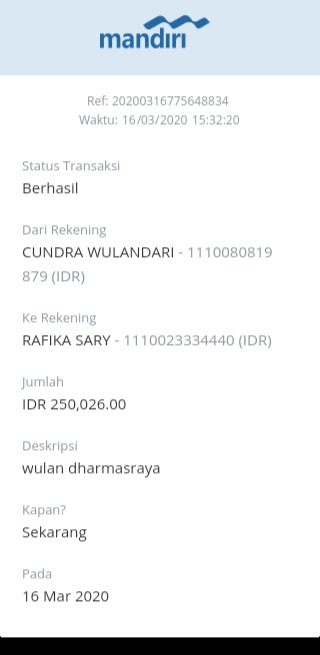 mandiri
Ref: 20200316775648834
Waktu: 16/03/2020 15:32:20
Status Transaksi
Berhasil
Dari Rekening
CUNDRA WULANDARI - 1110080819
879 (IDR)
Ke Rekening
RAFIKA SARY - 1110023334440 (IDR)
Jumlah
IDR 250,026.00
Deskripsi
wulan dharmasraya
Kapan?
Sekarang
Pada
16 Mar 2020